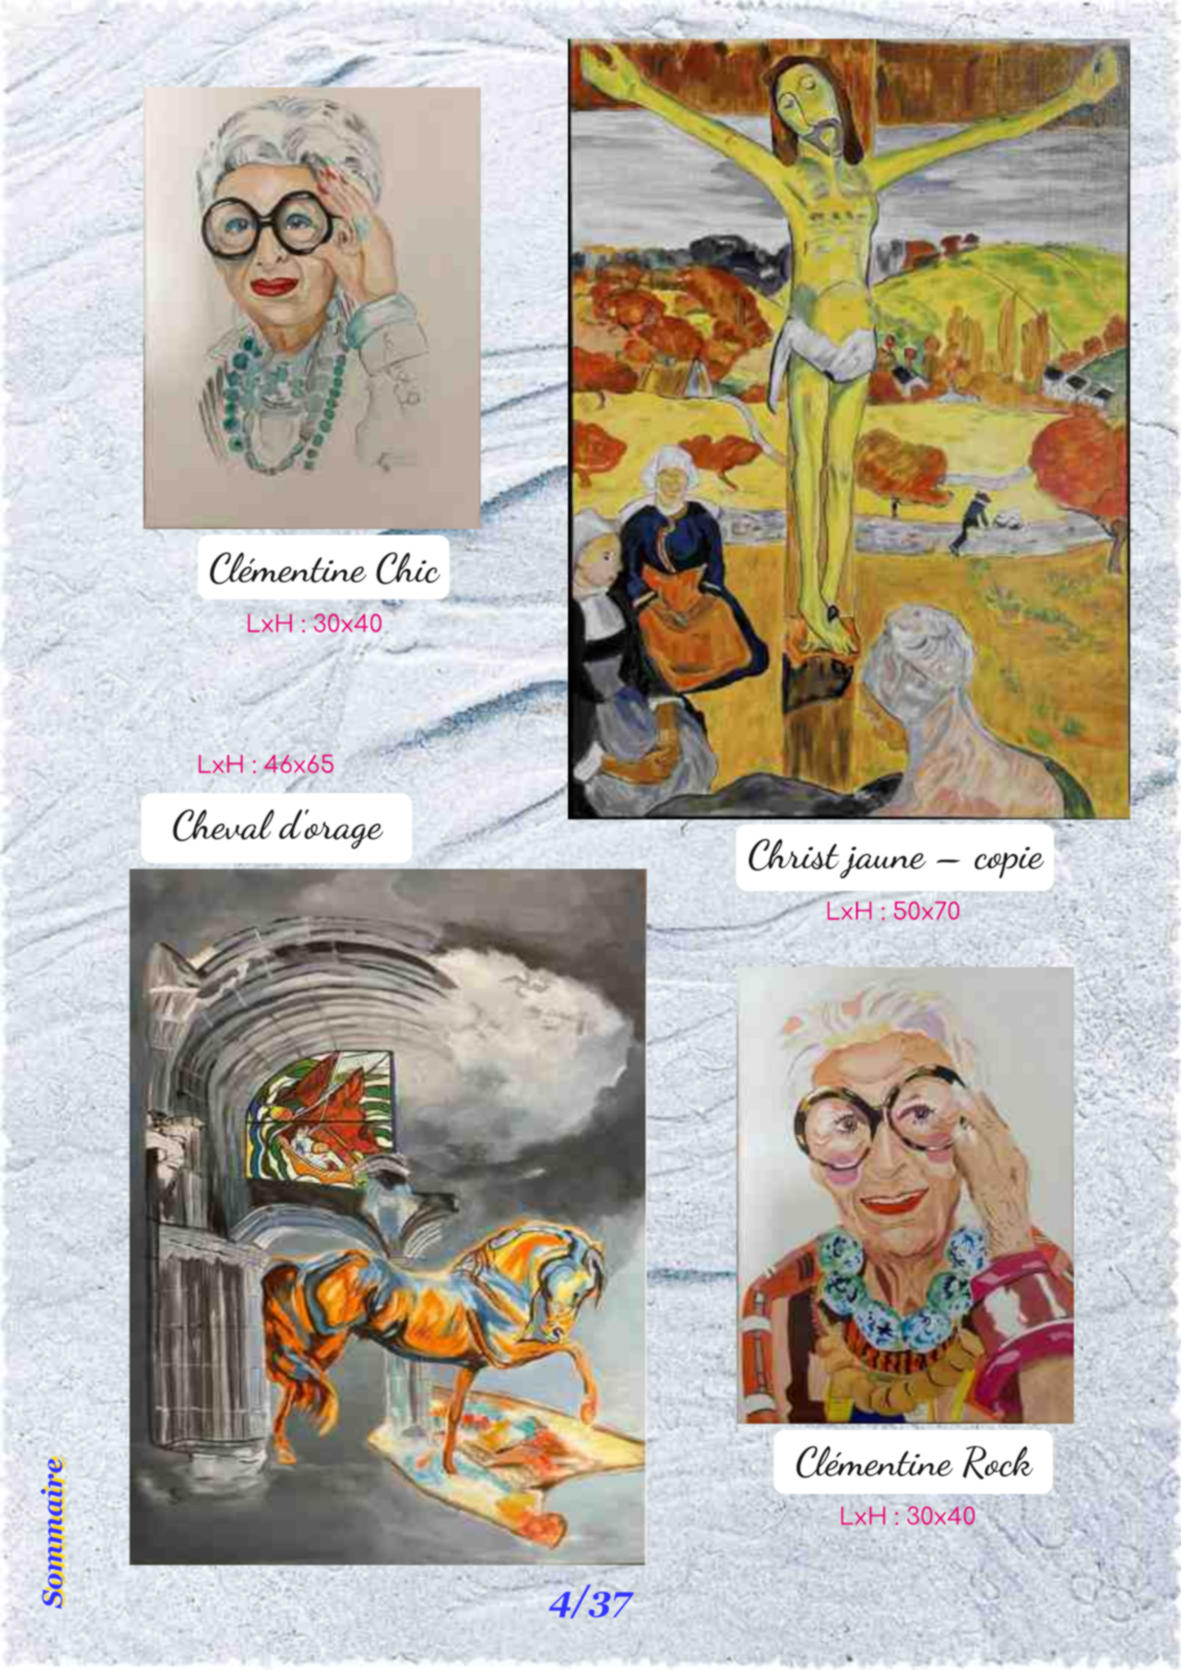 Clémentine Chic
LxH : 30x40
LxH : 46x65
Cheval d'orage
Christ jaune – copie
LxH : 50x70
Clémentine Rock
LxH : 30x40
Sommaire
4/37